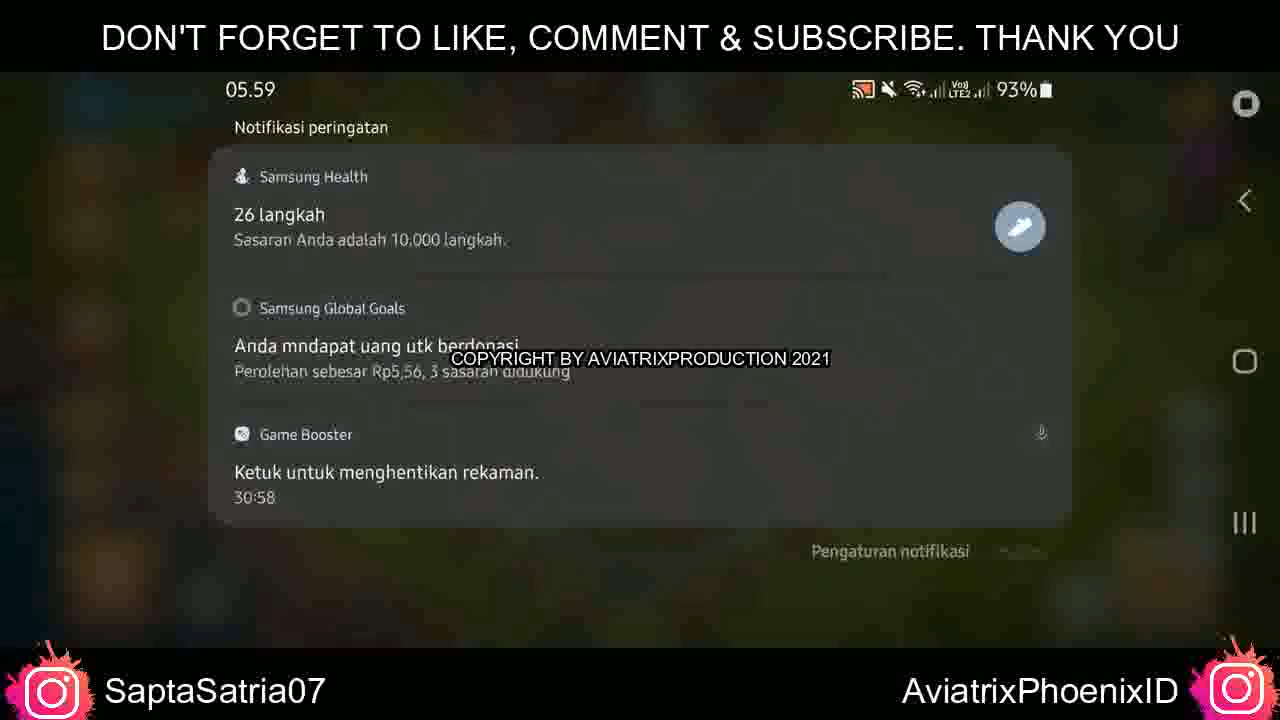 DON'T FORGET TO LIKE, COMMENT & SUBSCRIBE. THANK YOU
05.59
Vo) LTE2 93%
Notifikasi peringatan
Samsung Health
26 langkah
Sasaran Anda adalah 10.000 langkah.
Samsung Global Goals
Anda mndapat uang utk berdonasi
COPYRIGHT BY AVIATRIXPRODUCTION 2021
Perolehan sebesar Rp5,56, 3 sasaran didukung
Game Booster
Ketuk untuk menghentikan rekaman.
30:58
Pengaturan notifikasi
SaptaSatria07
AviatrixPhoenixID